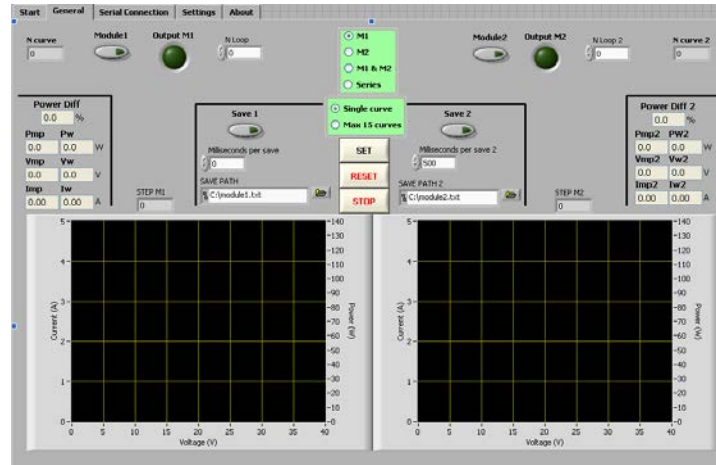 Start General Serial Connection Settings About
N curve Module1 Output M1 N Loop M1 Module2 Output M2 N Loop 2 N curve 2
0 0 M2 0 0
M1 & M2
Series
Power Diff Single curve Power Diff 2
0.0 % Save 1 Max 15 curves Save 2 0.0 %
Pmp Pw Pmp2 PW2
0.0 0.0 W Milliseconds per save SET Milliseconds per save 2 0.0 0.0 W
Vmp Vw 0 500 Vmp2 Vw2
0.0 0.0 V SAVE PATH RESET SAVE PATH 2 0.0 0.0 V
Imp Iw STEP M1 C:\module1.txt STOP C:\module2.txt STEP M2 Imp2 Iw2
0.00 0.00 A 0 0 0.00 0.00 A
5 140 5 140
130 130
4 120 4 120
110 110
100 100
3 90 3 90
80 80
Current (A) 70 Power (W) Current (A) 70 Power (W)
2 60 2 60
50 50
40 40
1 30 1 30
20 20
10 10
0 0 0 0
0 5 10 15 20 25 30 35 40 0 5 10 15 20 25 30 35 40
Voltage (V) Voltage (V)